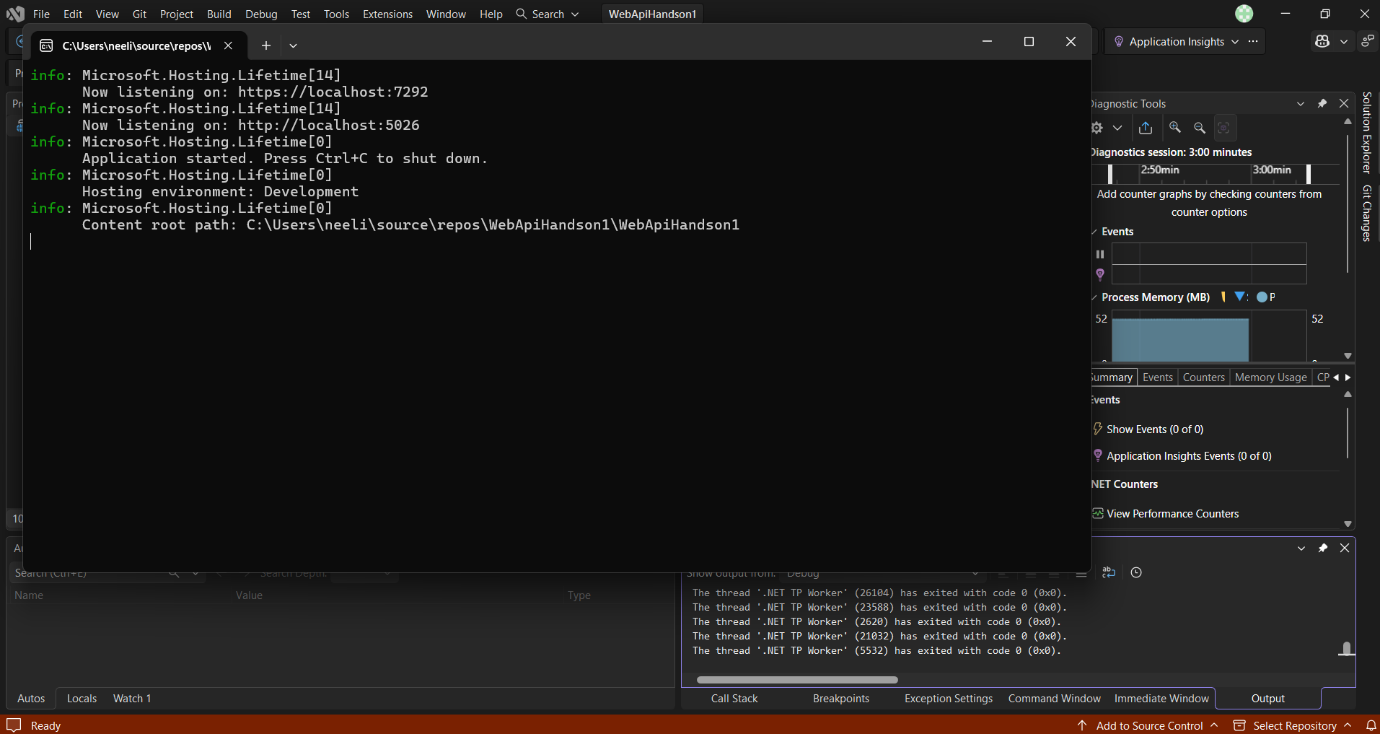 File Edit View Git Project Build Debug Test Tools Extensions Window Help Search WebApiHandson1
C:\Users\neeli\source\repos\\
Application Insights
info: Microsoft.Hosting.Lifetime[14]
Now listening on: https://localhost:7292
info: Microsoft.Hosting.Lifetime[14]
Now listening on: http://localhost:5026
info: Microsoft.Hosting.Lifetime[0]
Application started. Press Ctrl+C to shut down.
info: Microsoft.Hosting.Lifetime[0]
Hosting environment: Development
info: Microsoft.Hosting.Lifetime[0]
Content root path: C:\Users\neeli\source\repos\WebApiHandson1\WebApiHandson1
Diagnostic Tools
Diagnostics session: 3:00 minutes
2:50min 3:00min
Add counter graphs by checking counters from
counter options
Events
Process Memory (MB) P
52 52
Summary Events Counters Memory Usage CP
Events
Show Events (0 of 0)
Application Insights Events (0 of 0)
.NET Counters
View Performance Counters
Solution Explorer
Git Changes
10
Search (Ctrl+E) Search Depth:
Name Value Type
Show output from: Debug
The thread '.NET TP Worker' (26104) has exited with code 0 (0x0).
The thread '.NET TP Worker' (23588) has exited with code 0 (0x0).
The thread '.NET TP Worker' (2620) has exited with code 0 (0x0).
The thread '.NET TP Worker' (21032) has exited with code 0 (0x0).
The thread '.NET TP Worker' (5532) has exited with code 0 (0x0).
Autos Locals Watch 1
Call Stack Breakpoints Exception Settings Command Window Immediate Window Output
Ready
Add to Source Control Select Repository